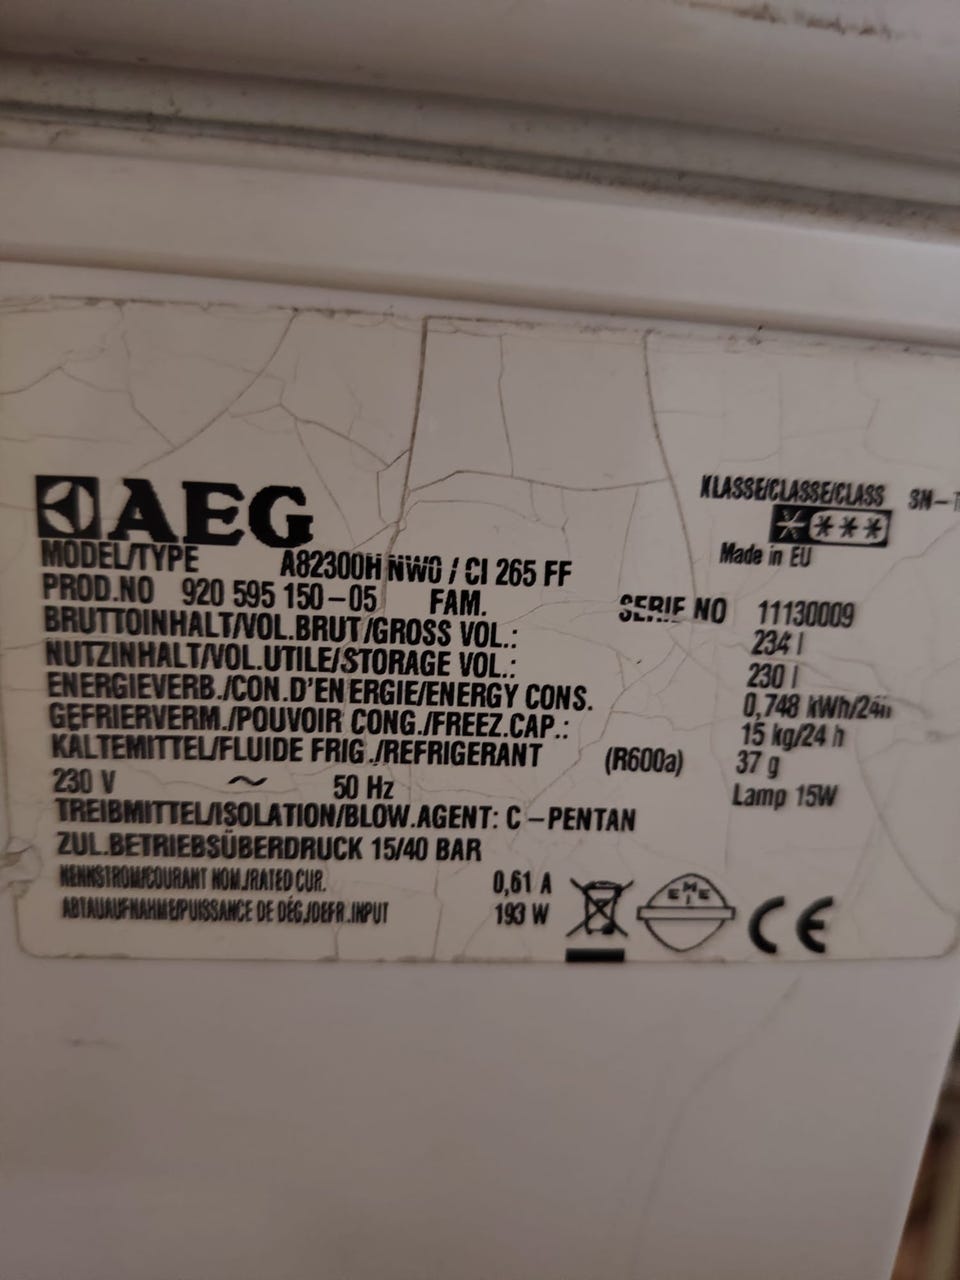 AEG
KLASSE/CLASSE/CLASS SN-T
Made in EU
MODEL/TYPE A82300H NW0 / CI 265 FF
PROD.NO 920 595 150-05 FAM. SERIE NO 11130009
BRUTTOINHALT/VOL.BRUT/GROSS VOL.: 234 l
NUTZINHALT/VOL.UTILE/STORAGE VOL.: 230 l
ENERGIEVERB./CON.D'ENERGIE/ENERGY CONS. 0,748 kWh/24h
GEFRIERVERM./POUVOIR CONG./FREEZ.CAP.: 15 kg/24 h
KÄLTEMITTEL/FLUIDE FRIG./REFRIGERANT (R600a) 37 g
230 V ~ 50 Hz Lamp 15W
TREIBMITTEL/ISOLATION/BLOW.AGENT: C-PENTAN
ZUL.BETRIEBSÜBERDRUCK 15/40 BAR
NENNSTROM/COURANT NOM./RATED CUR. 0,61 A
ABTAUAUFNAHME/PUISSANCE DE DÉG./DEFR.INPUT 193 W
EMEI
CE